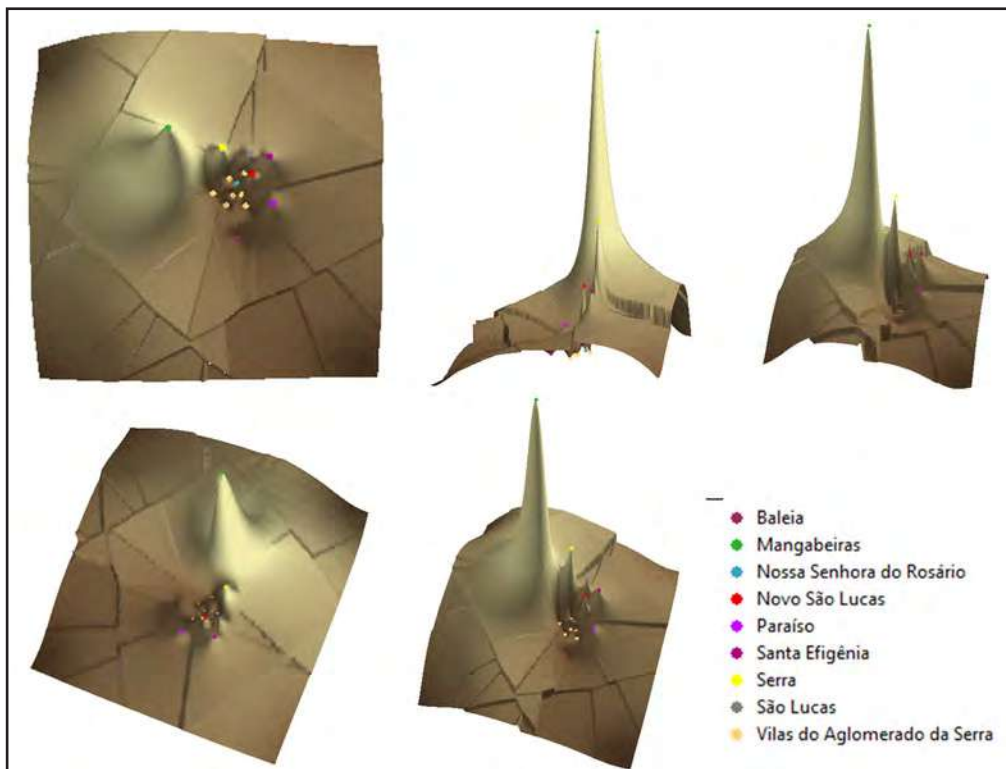 Baleia
Mangabeiras
Nossa Senhora do Rosário
Novo São Lucas
Paraíso
Santa Efigênia
Serra
São Lucas
Vilas do Aglomerado da Serra